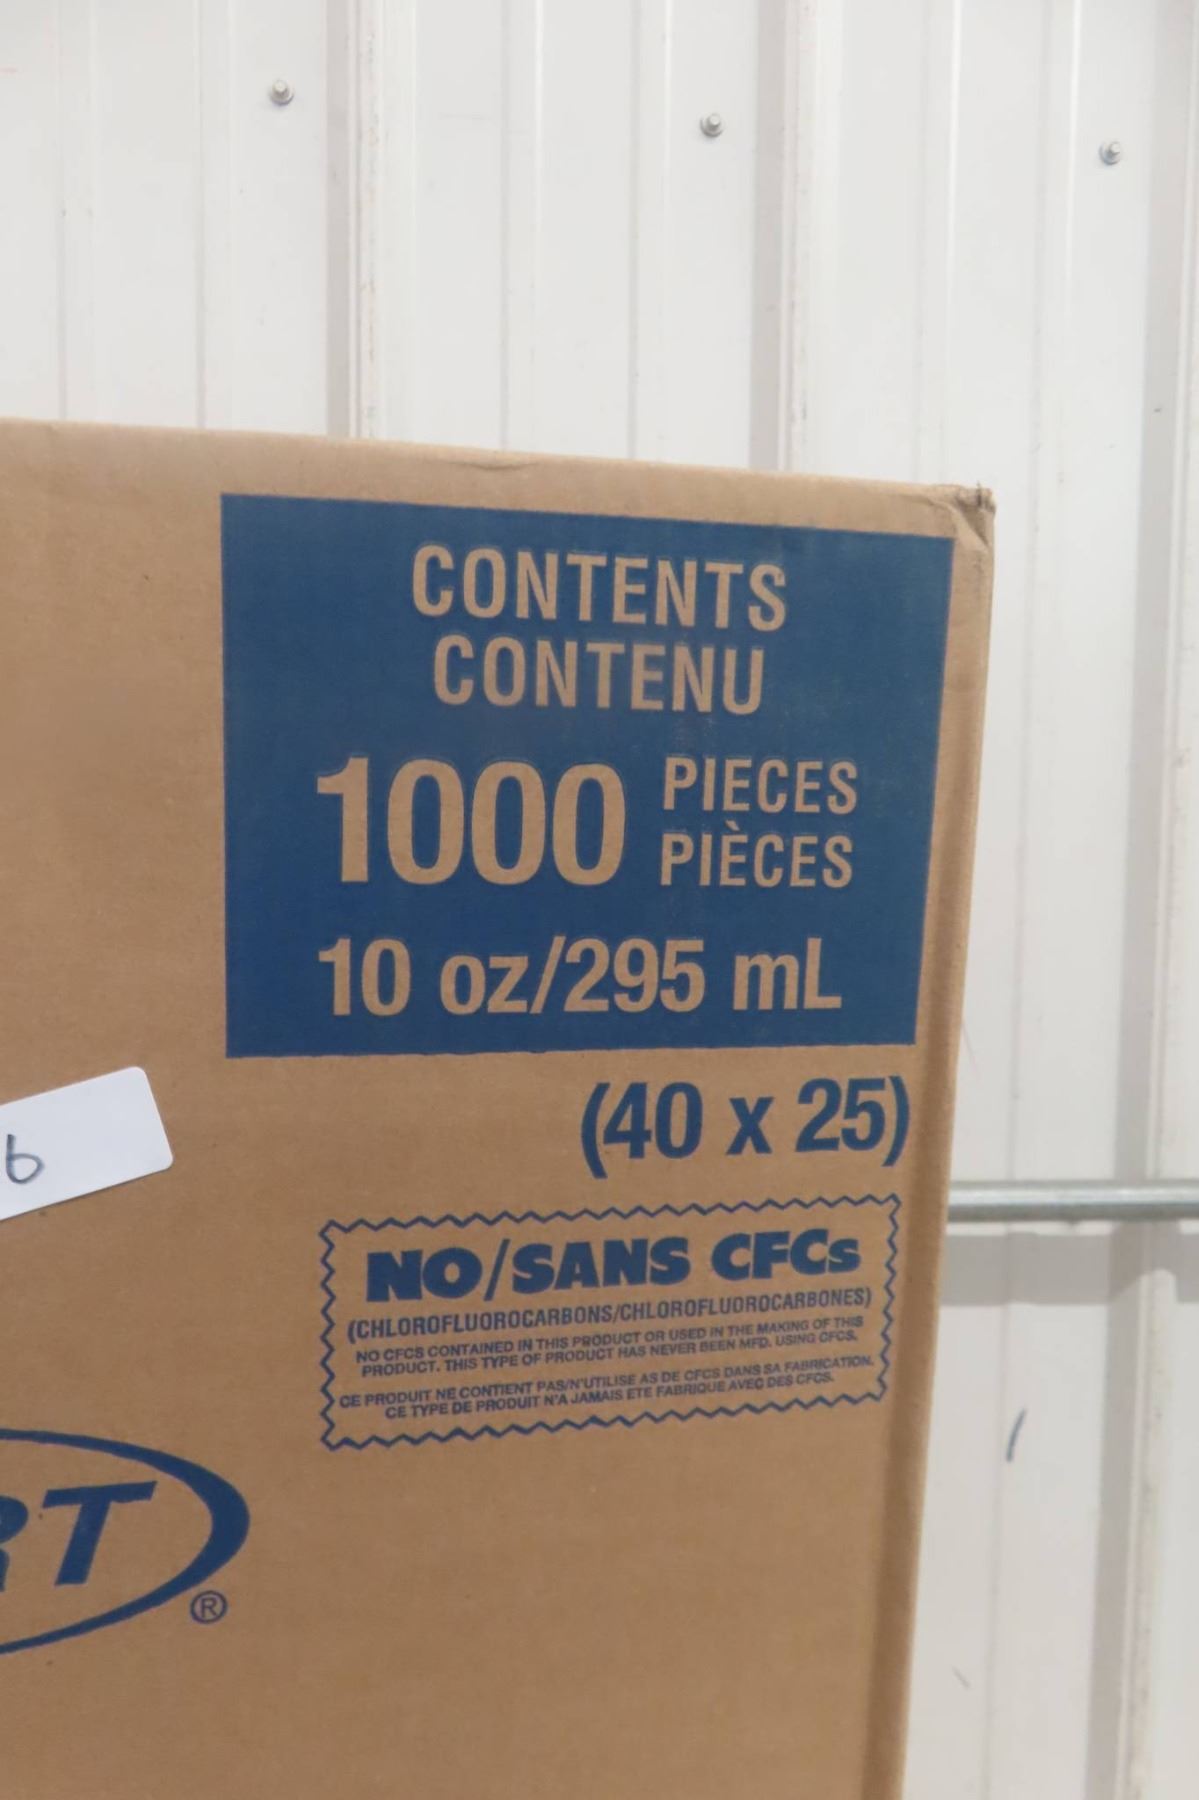 CONTENTS
CONTENU
1000 PIECES
PIÈCES
10 oz/295 mL
(40 x 25)
6
NO/SANS CFCs
(CHLOROFLUOROCARBONS/CHLOROFLUOROCARBONES)
NO CFCS CONTAINED IN THIS PRODUCT OR USED IN THE MAKING OF THIS
PRODUCT. THIS TYPE OF PRODUCT HAS NEVER BEEN MFD. USING CFCS.
CE PRODUIT NE CONTIENT PAS/N'UTILISE AS DE CFCS DANS SA FABRICATION.
CE TYPE DE PRODUIT N'A JAMAIS ETE FABRIQUE AVEC DES CFCS.
RT
®